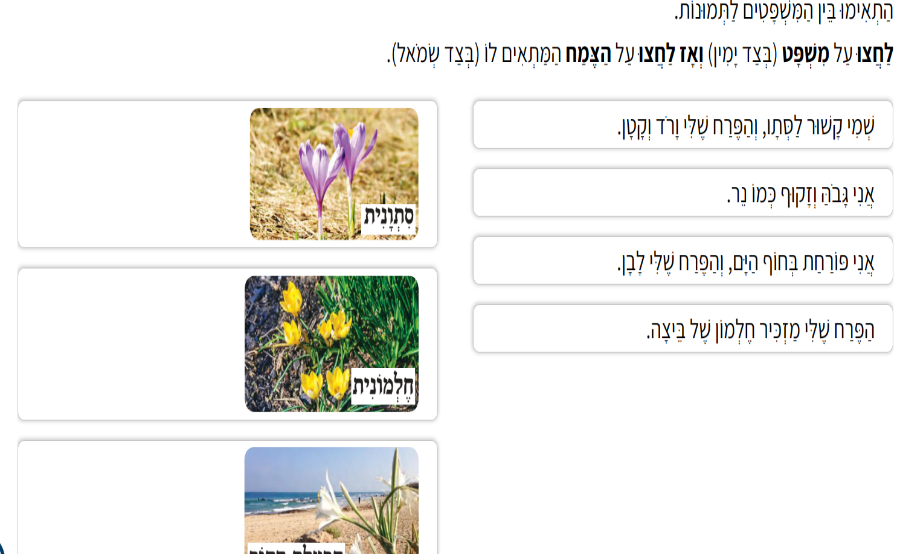 הַתְאִימוּ בֵּין הַמִּשְׁפָּטִים לַתְּמוּנוֹת.
לַחֲצוּ עַל מִשְׁפָּט (בְּצַד יָמִין) וְאָז לַחֲצוּ עַל הַצֶּמַח הַמַּתְאִים לוֹ (בְּצַד שְׂמֹאל).
שְׁמִי קָשׁוּר לַסְּתָו, וְהַפֶּרַח שֶׁלִּי וָרֹד וְקָטָן.
אֲנִי גָּבֹהַּ וְזָקוּף כְּמוֹ נֵר.
אֲנִי פּוֹרַחַת בְּחוֹף הַיָּם, וְהַפֶּרַח שֶׁלִּי לָבָן.
הַפֶּרַח שֶׁלִּי מַזְכִּיר חֶלְמוֹן שֶׁל בֵּיצָה.
סִתְוָנִית
חֶלְמוֹנִית